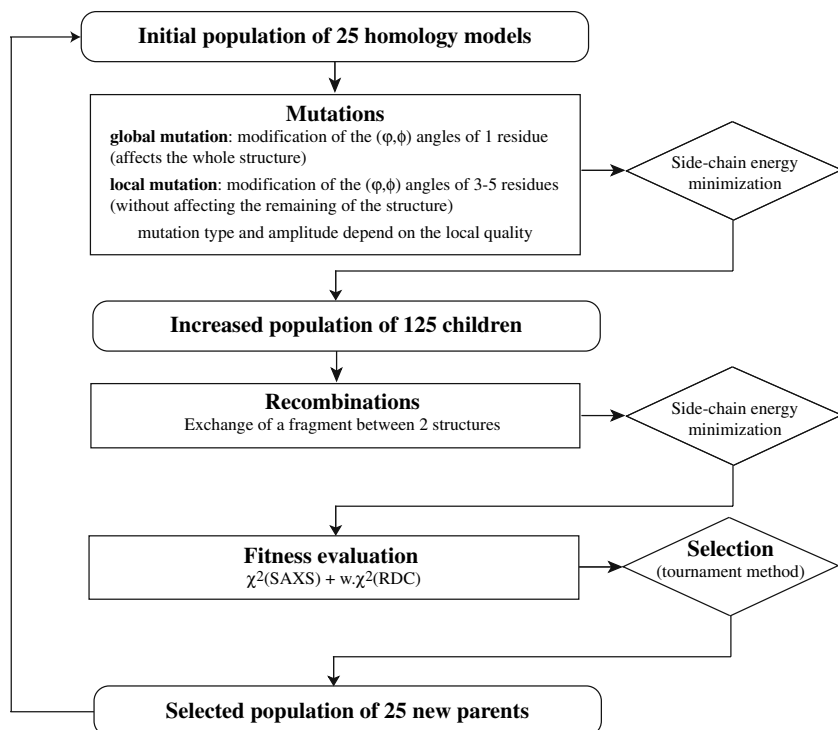 Initial population of 25 homology models
Mutations
global mutation: modification of the (φ,ϕ) angles of 1 residue
(affects the whole structure)
local mutation: modification of the (φ,ϕ) angles of 3-5 residues
(without affecting the remaining of the structure)
mutation type and amplitude depend on the local quality
Side-chain energy
minimization
Increased population of 125 children
Recombinations
Exchange of a fragment between 2 structures
Side-chain energy
minimization
Fitness evaluation
χ²(SAXS) + w.χ²(RDC)
Selection
(tournament method)
Selected population of 25 new parents